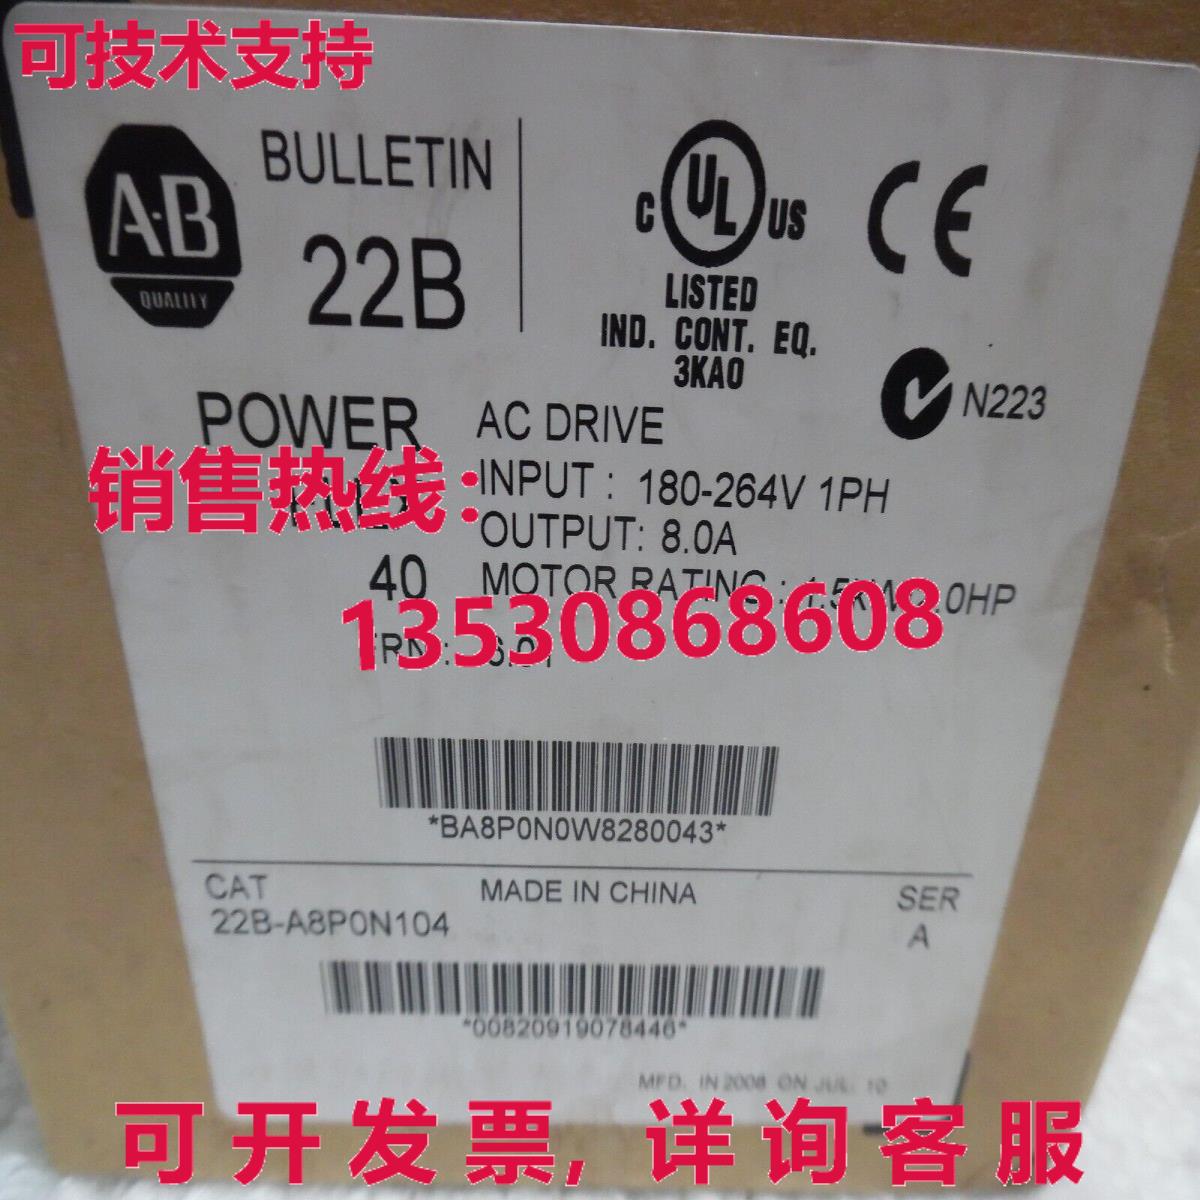 可技术支持
A-B
QUALITY
BULLETIN
22B
C UL US
LISTED
IND. CONT. EQ.
3KA0
CE
N223
POWER
40
AC DRIVE
INPUT : 180-264V 1PH
OUTPUT: 8.0A
MOTOR RATING :
销售热线:
13530868608
*BA8P0N0W8280043*
CAT
22B-A8P0N104
MADE IN CHINA
SER
A
*00820919078446*
MFD. IN 2008 ON JUL. 10
可开发票, 详询客服